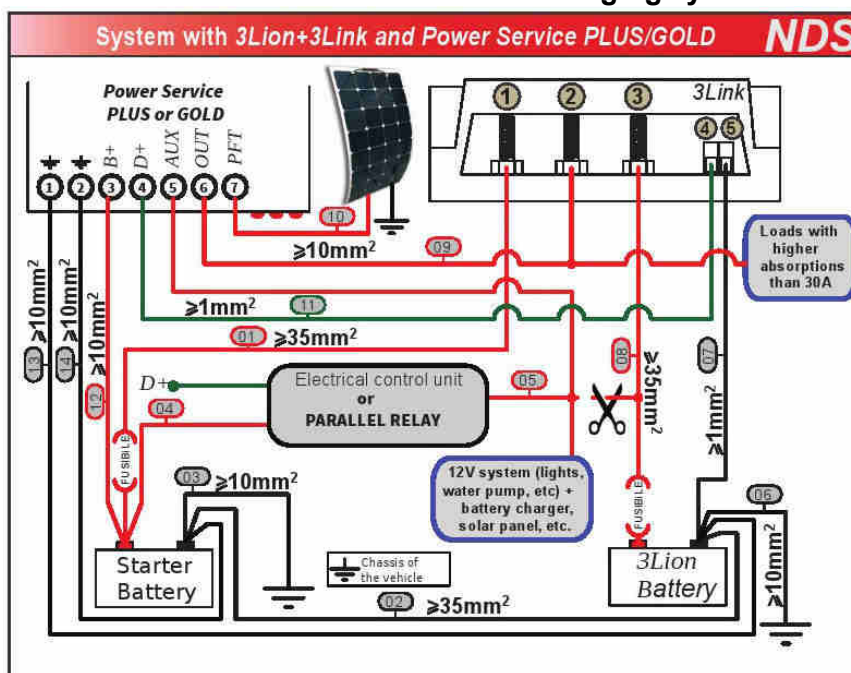 System with 3Lion+3Link and Power Service PLUS/GOLD
NDS
Power Service
PLUS or GOLD
B+
D+
AUX
OUT
PFT
1
2
3
4
5
6
7
1
2
3
3Link
4
5
10
≥10mm²
09
Loads with
higher
absorptions
than 30A
≥1mm²
11
01
≥35mm²
≥10mm²
≥10mm²
≥10mm²
13
14
12
D+
04
Electrical control unit
or
PARALLEL RELAY
05
08
≥35mm²
07
≥1mm²
FUSIBILE
03
≥10mm²
12V system (lights,
water pump, etc) +
battery charger,
solar panel, etc.
FUSIBILE
06
≥10mm²
Starter
Battery
Chassis of
the vehicle
3Lion
Battery
02
≥35mm²